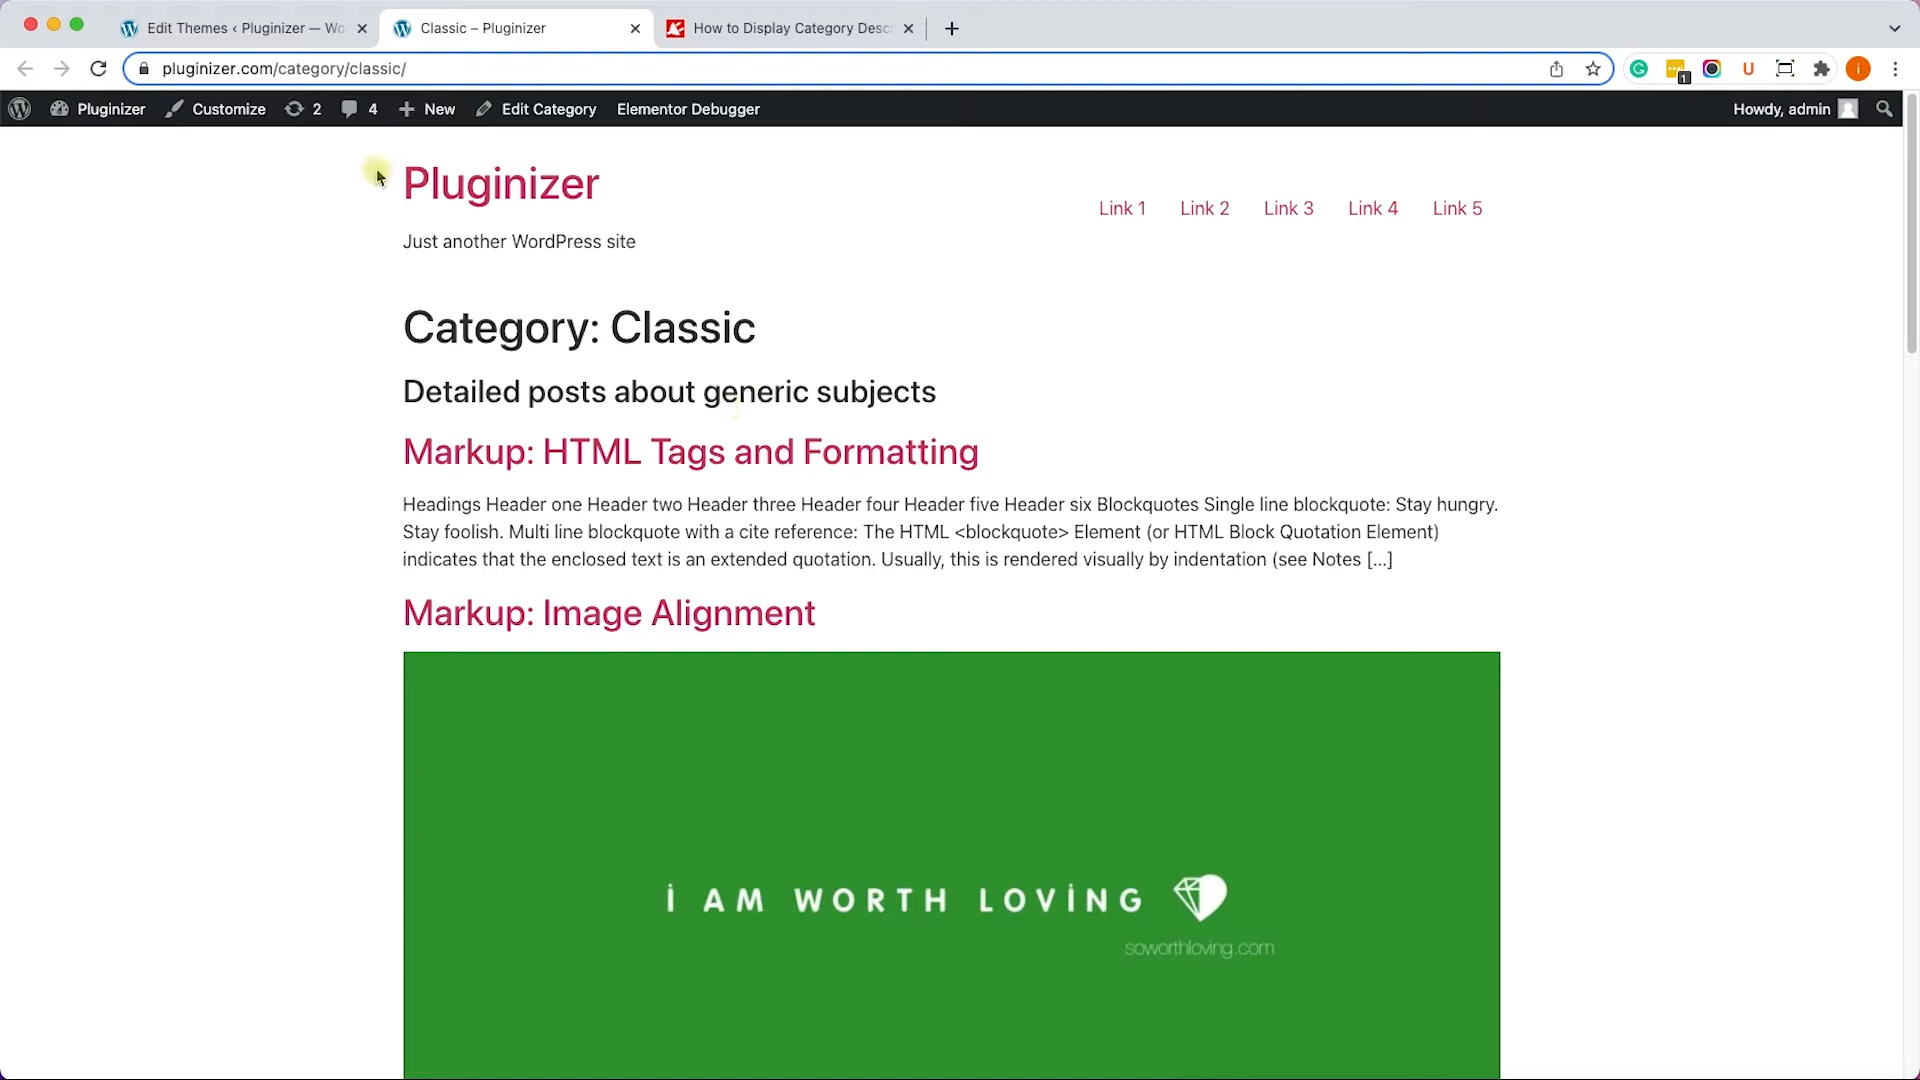 Edit Themes ‹ Pluginizer — Wo
Classic – Pluginizer
How to Display Category Desc
pluginizer.com/category/classic/
1
U
i
Pluginizer
Customize
2
4
New
Edit Category
Elementor Debugger
Howdy, admin
Pluginizer
Link 1
Link 2
Link 3
Link 4
Link 5
Just another WordPress site
Category: Classic
Detailed posts about generic subjects
Markup: HTML Tags and Formatting
Headings Header one Header two Header three Header four Header five Header six Blockquotes Single line blockquote: Stay hungry.
Stay foolish. Multi line blockquote with a cite reference: The HTML <blockquote> Element (or HTML Block Quotation Element)
indicates that the enclosed text is an extended quotation. Usually, this is rendered visually by indentation (see Notes […]
Markup: Image Alignment
i AM WORTH LOViNG
soworthloving.com